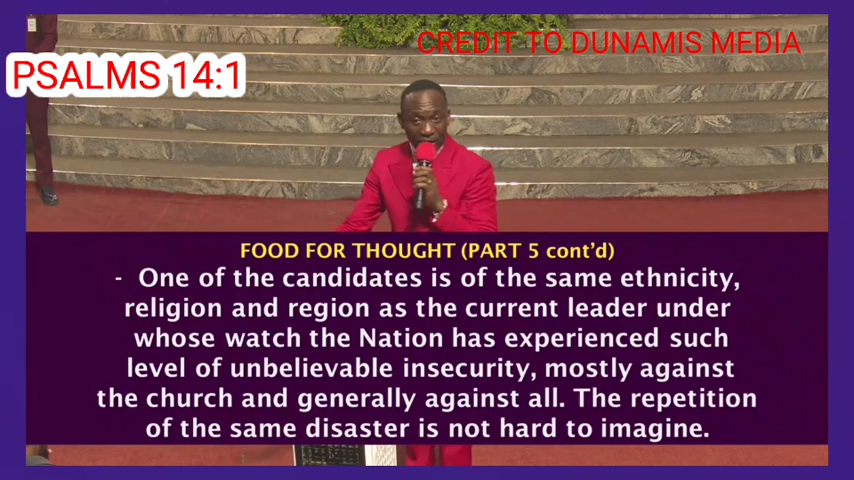 CREDIT TO DUNAMIS MEDIA
PSALMS 14:1
FOOD FOR THOUGHT (PART 5 cont'd)
- One of the candidates is of the same ethnicity,
religion and region as the current leader under
whose watch the Nation has experienced such
level of unbelievable insecurity, mostly against
the church and generally against all. The repetition
of the same disaster is not hard to imagine.